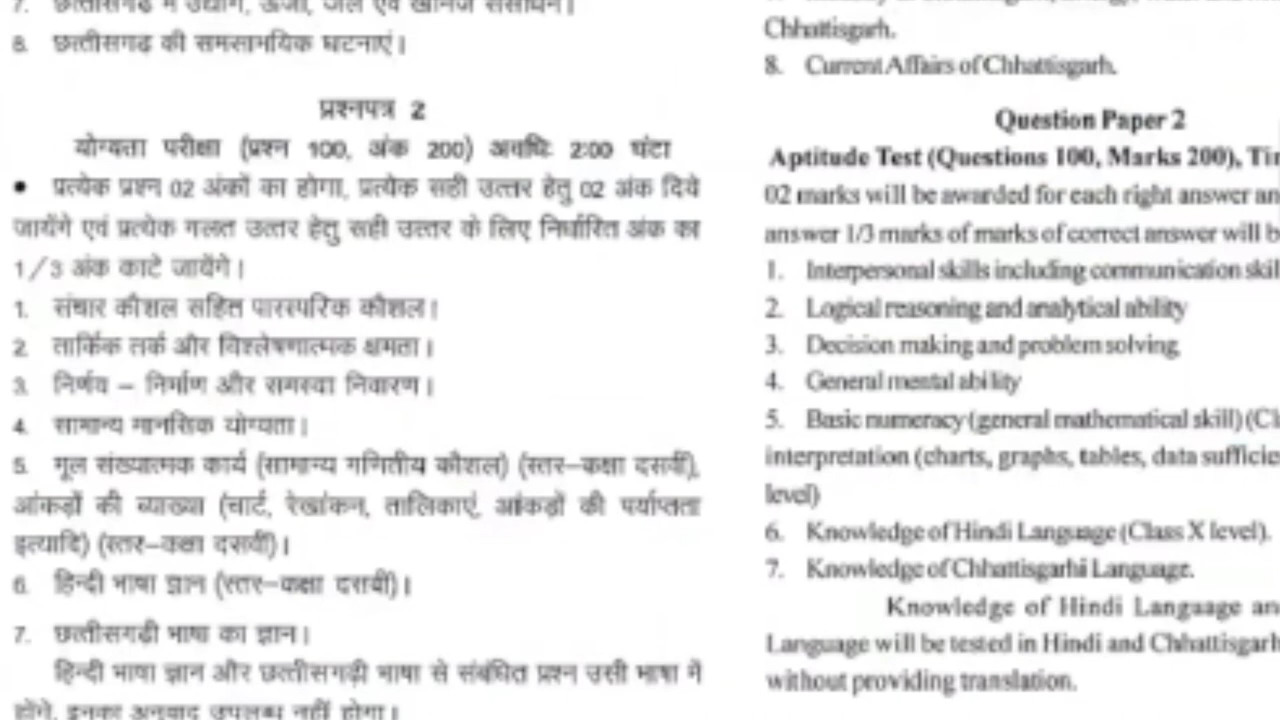 7. छत्तीसगढ़ में उद्योग, ऊर्जा, जल एवं खनिज संसाधन।
8. छत्तीसगढ़ की समसामयिक घटनाएं।
प्रश्नपत्र 2
योग्यता परीक्षा (प्रश्न 100, अंक 200) अवधिः 2:00 घंटा
• प्रत्येक प्रश्न 02 अंकों का होगा, प्रत्येक सही उत्तर हेतु 02 अंक दिये
जायेंगे एवं प्रत्येक गलत उत्तर हेतु सही उत्तर के लिए निर्धारित अंक का
1/3 अंक काटे जायेंगे।
1. संचार कौशल सहित पारस्परिक कौशल।
2. तार्किक तर्क और विश्लेषणात्मक क्षमता।
3. निर्णय – निर्माण और समस्या निवारण।
4. सामान्य मानसिक योग्यता।
5. मूल संख्यात्मक कार्य (सामान्य गणितीय कौशल) (स्तर–कक्षा दसवीं),
आंकड़ों की व्याख्या (चार्ट, रेखांकन, तालिकाएं, आंकड़ों की पर्याप्तता
इत्यादि) (स्तर–कक्षा दसवीं)।
6. हिन्दी भाषा ज्ञान (स्तर–कक्षा दसवीं)।
7. छत्तीसगढ़ी भाषा का ज्ञान।
हिन्दी भाषा ज्ञान और छत्तीसगढ़ी भाषा से संबंधित प्रश्न उसी भाषा में
होंगे, इनका अनुवाद उपलब्ध नहीं होगा।
Chhattisgarh.
8. Current Affairs of Chhattisgarh.
Question Paper 2
Aptitude Test (Questions 100, Marks 200), Tim
02 marks will be awarded for each right answer an
answer 1/3 marks of marks of correct answer will b
1. Interpersonal skills including communication skil
2. Logical reasoning and analytical ability
3. Decision making and problem solving
4. General mental ability
5. Basic numeracy (general mathematical skill) (Cl
interpretation (charts, graphs, tables, data sufficie
level)
6. Knowledge of Hindi Language (Class X level).
7. Knowledge of Chhattisgarhi Language.
Knowledge of Hindi Langaage an
Language will be tested in Hindi and Chhattisgarh
without providing translation.